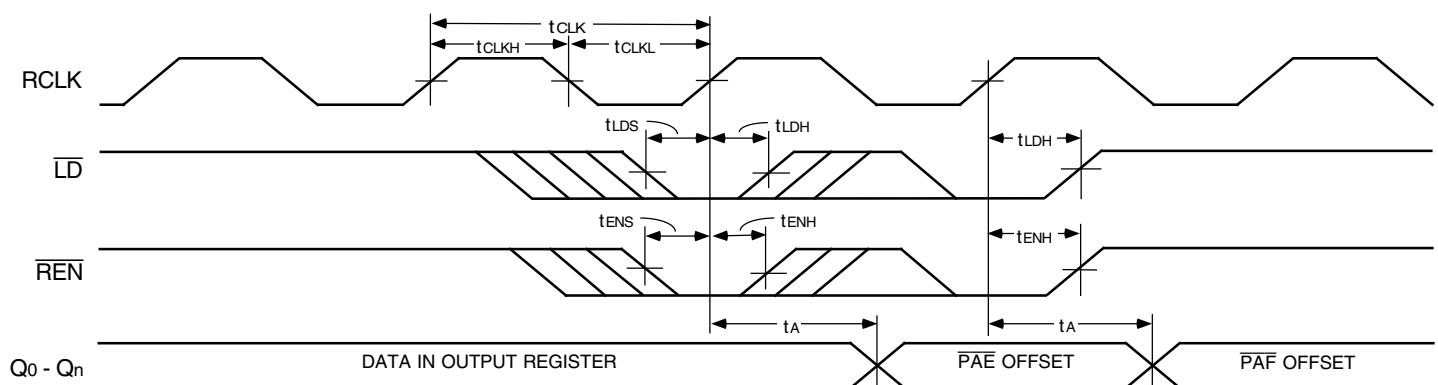 tCLK
tCLKH
tCLKL
RCLK
tLDS
tLDH
tLDH
LD
tENS
tENH
tENH
REN
tA
tA
Q0 - Qn
DATA IN OUTPUT REGISTER
PAE OFFSET
PAF OFFSET